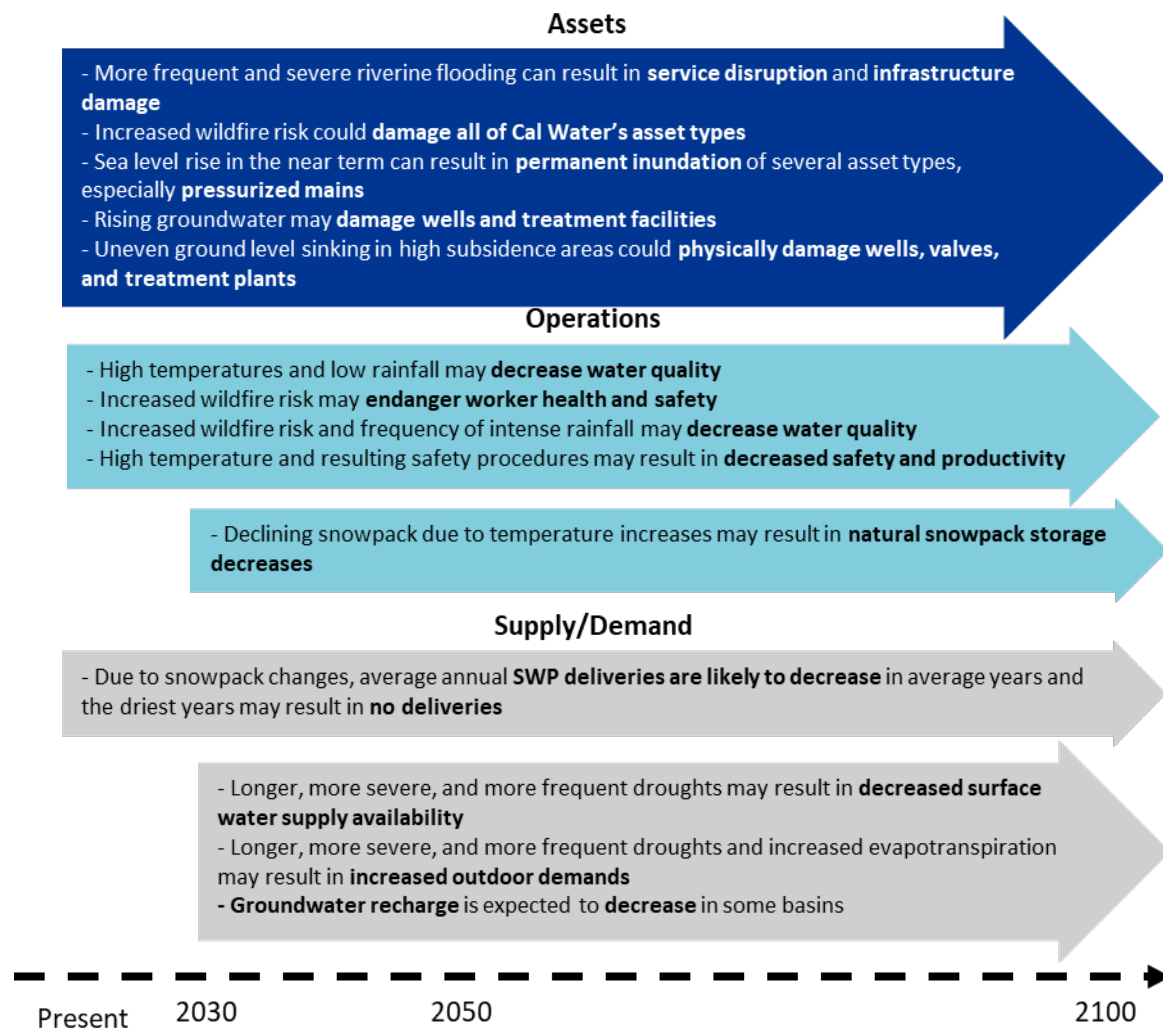 Assets
- More frequent and severe riverine flooding can result in service disruption and infrastructure
damage
- Increased wildfire risk could damage all of Cal Water’s asset types
- Sea level rise in the near term can result in permanent inundation of several asset types,
especially pressurized mains
- Rising groundwater may damage wells and treatment facilities
- Uneven ground level sinking in high subsidence areas could physically damage wells, valves,
and treatment plants
Operations
- High temperatures and low rainfall may decrease water quality
- Increased wildfire risk may endanger worker health and safety
- Increased wildfire risk and frequency of intense rainfall may decrease water quality
- High temperature and resulting safety procedures may result in decreased safety and productivity
- Declining snowpack due to temperature increases may result in natural snowpack storage
decreases
Supply/Demand
- Due to snowpack changes, average annual SWP deliveries are likely to decrease in average years and
the driest years may result in no deliveries
- Longer, more severe, and more frequent droughts may result in decreased surface
water supply availability
- Longer, more severe, and more frequent droughts and increased evapotranspiration
may result in increased outdoor demands
- Groundwater recharge is expected to decrease in some basins
Present 2030 2050 2100